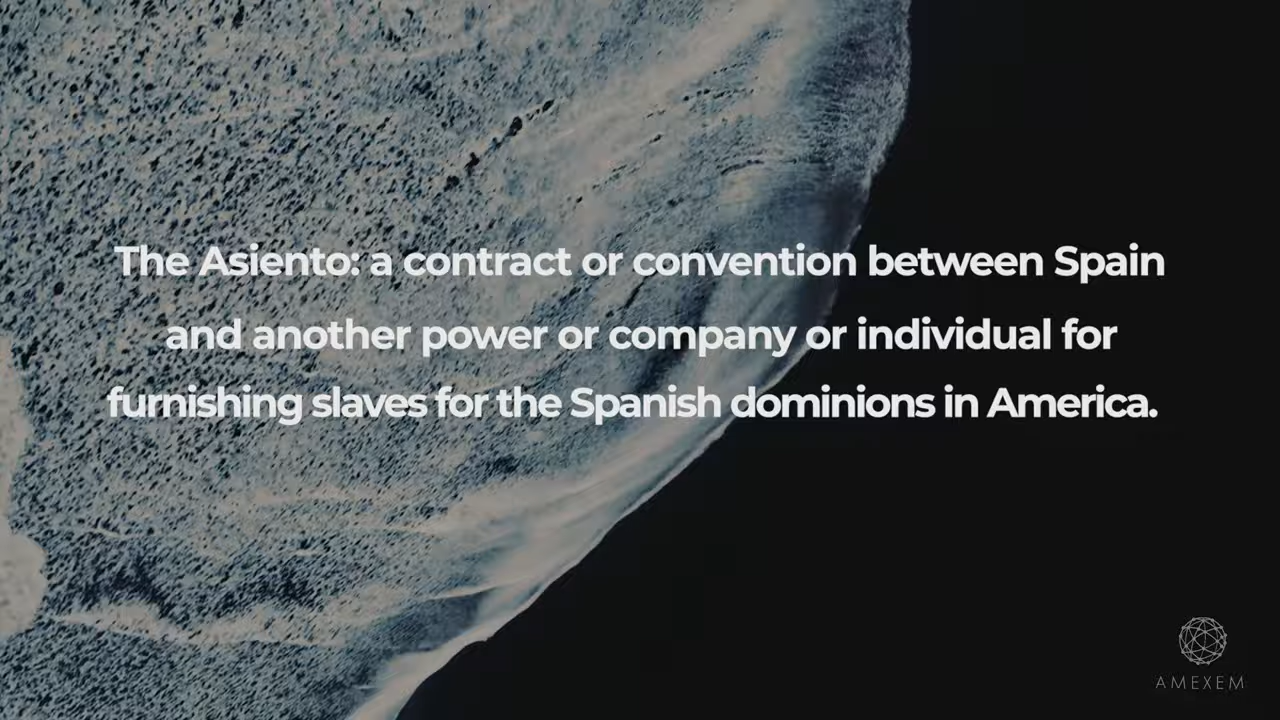 The Asiento: a contract or convention between Spain
and another power or company or individual for
furnishing slaves for the Spanish dominions in America.
AMEXEM